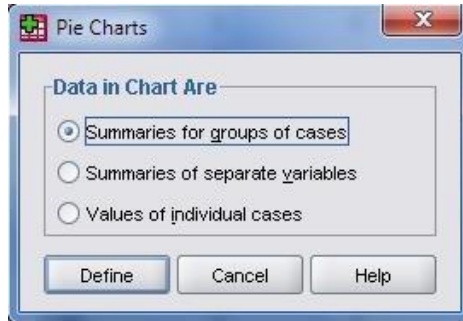 Pie Charts
Data in Chart Are
Summaries for groups of cases
Summaries of separate variables
Values of individual cases
Define Cancel Help